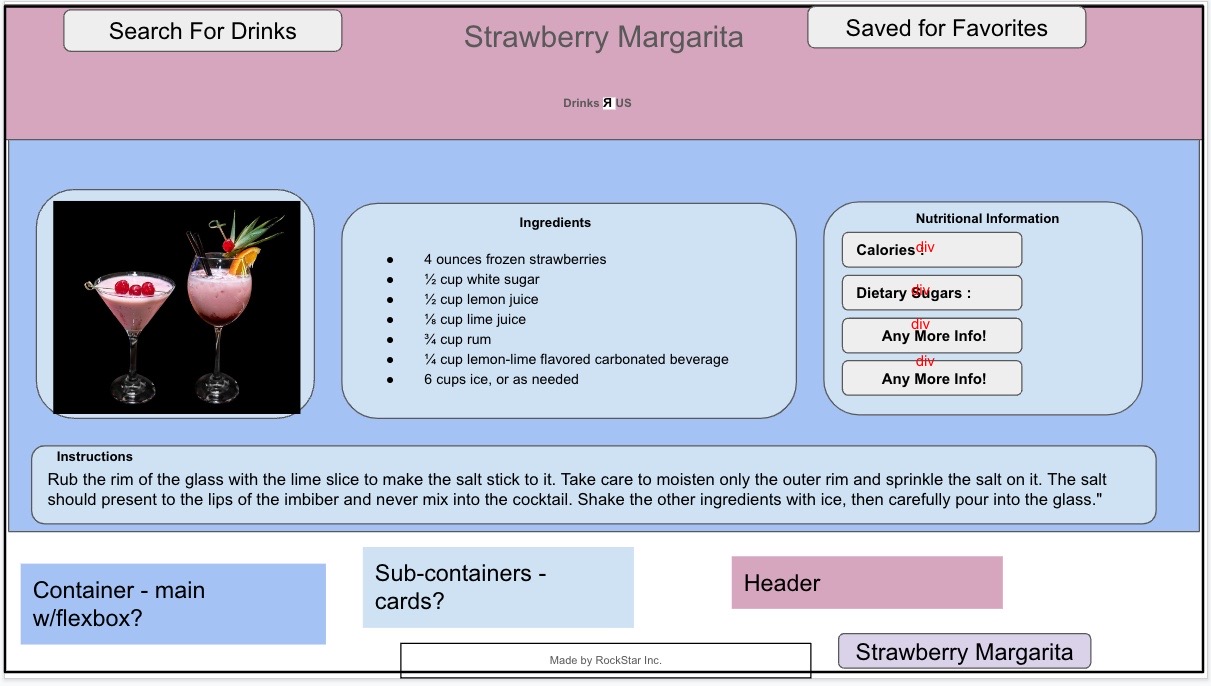 Search For Drinks
Strawberry Margarita
Saved for Favorites
Drinks Я US
Ingredients
● 4 ounces frozen strawberries
● ½ cup white sugar
● ½ cup lemon juice
● ⅛ cup lime juice
● ¾ cup rum
● ¼ cup lemon-lime flavored carbonated beverage
● 6 cups ice, or as needed
Nutritional Information
Calories :
div
Dietary Sugars :
div
div
Any More Info!
div
Any More Info!
Instructions
Rub the rim of the glass with the lime slice to make the salt stick to it. Take care to moisten only the outer rim and sprinkle the salt on it. The salt
should present to the lips of the imbiber and never mix into the cocktail. Shake the other ingredients with ice, then carefully pour into the glass."
Container - main
w/flexbox?
Sub-containers -
cards?
Header
Made by RockStar Inc.
Strawberry Margarita